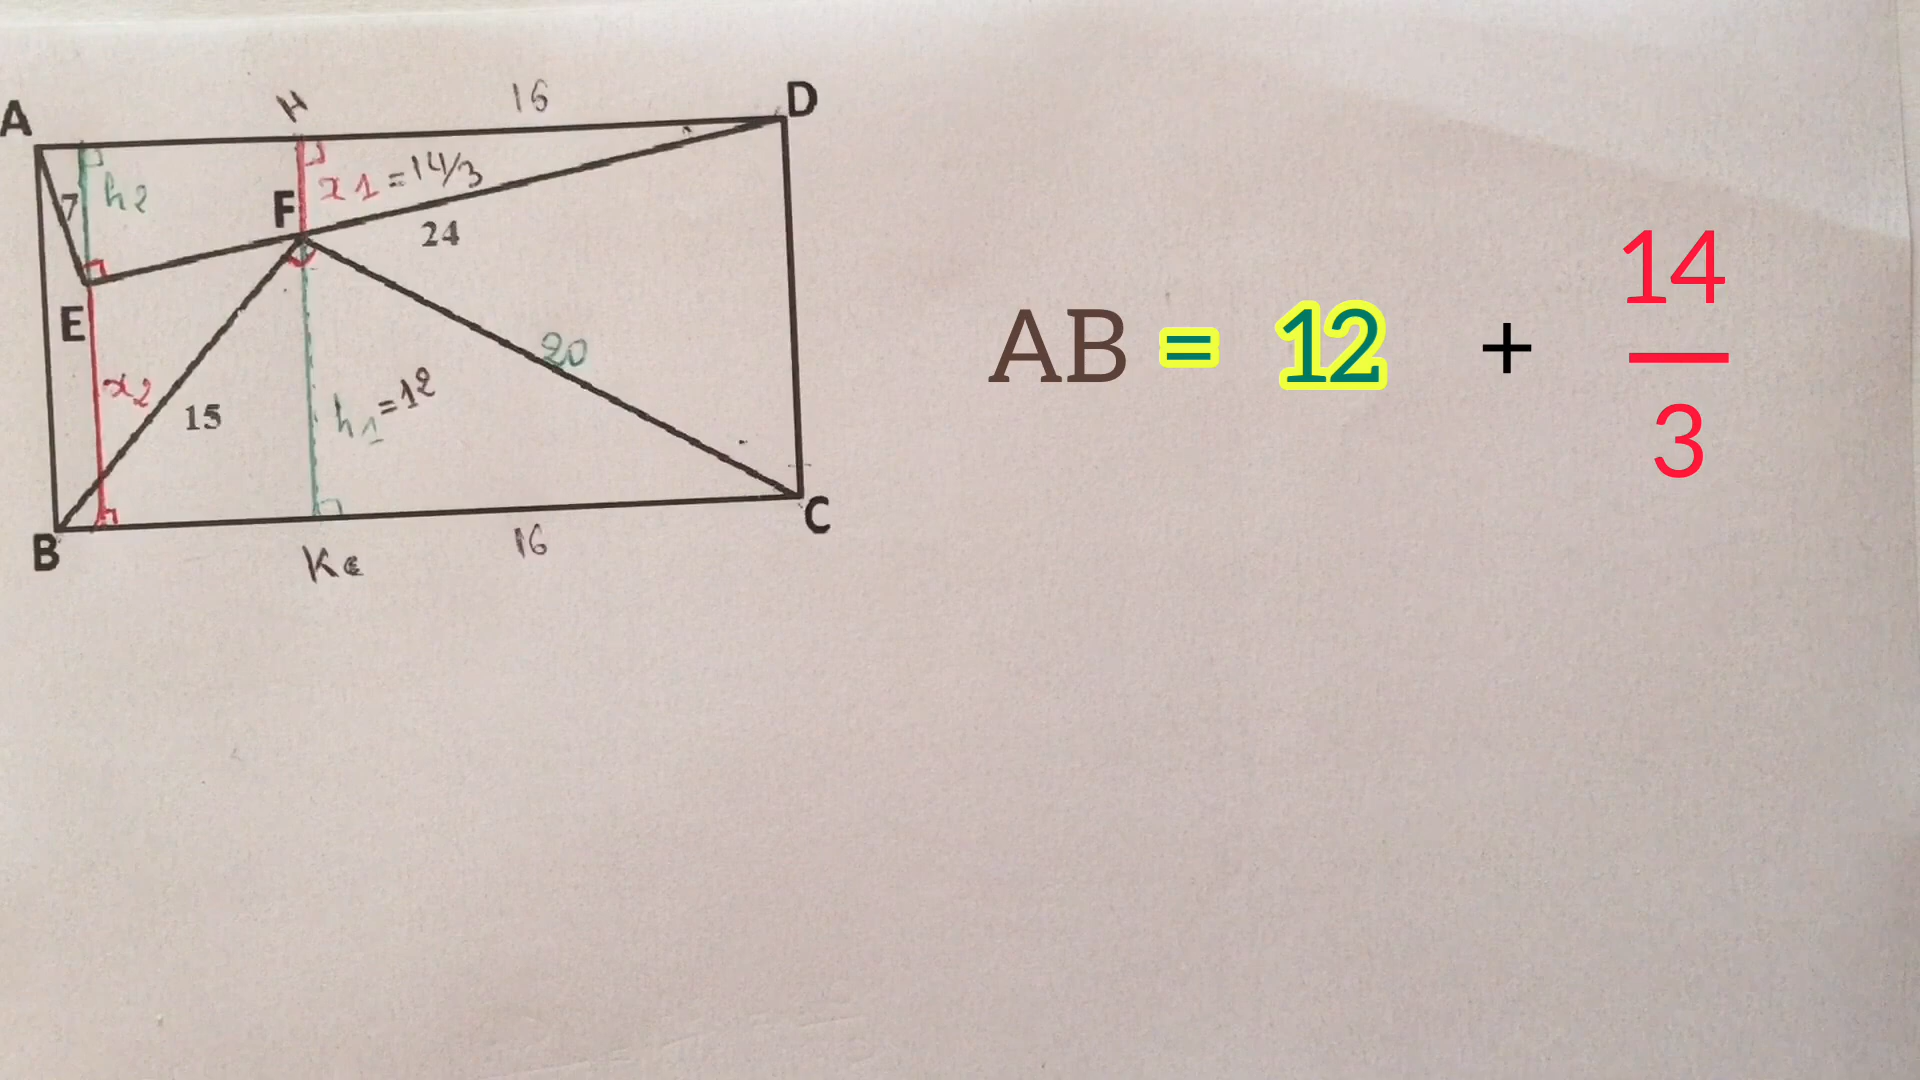 A
H
16
D
7
h2
F
x1 = 14/3
24
E
x2
15
20
h1 = 12
B
K
16
C
AB = 12 + 14/3